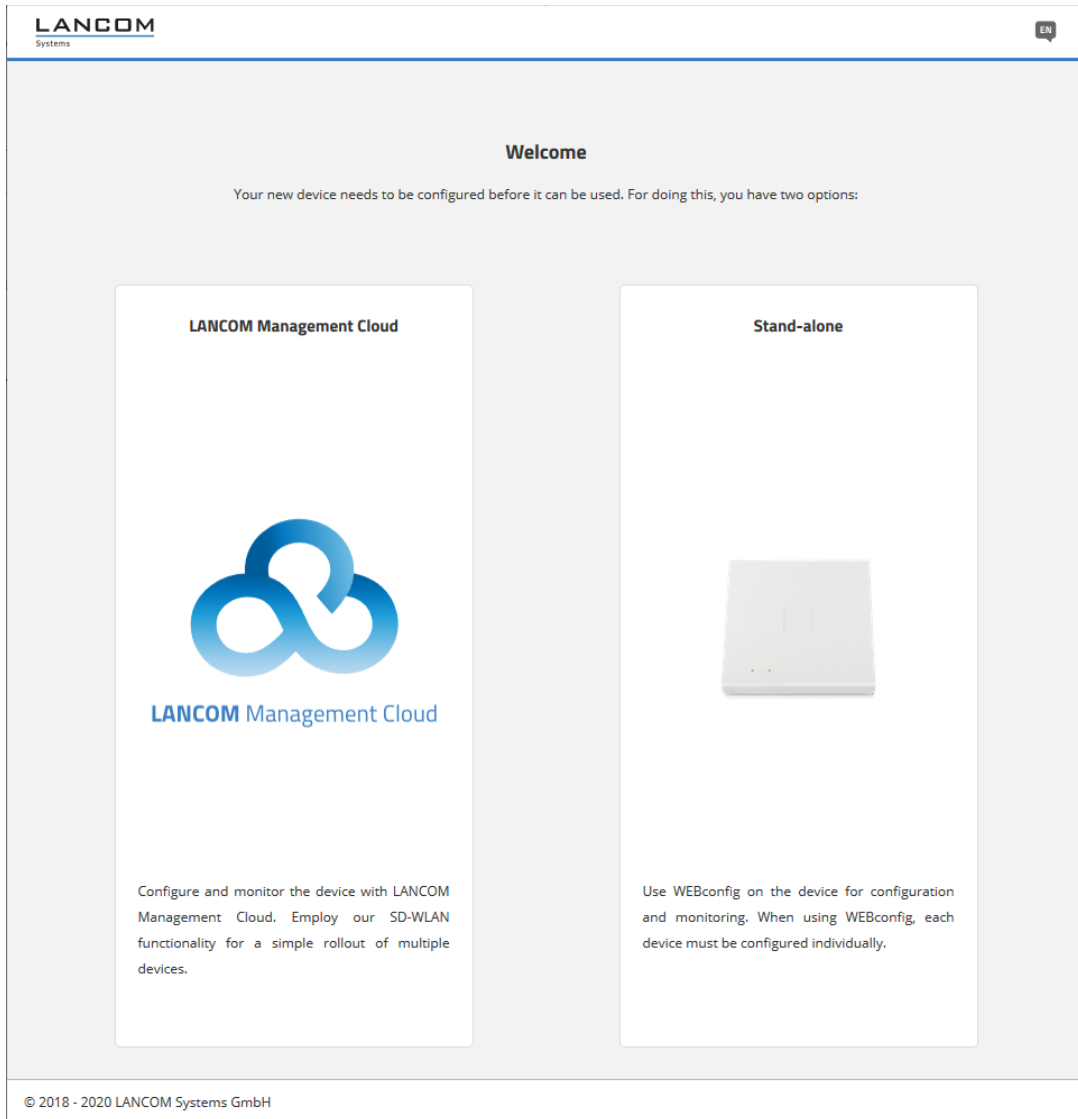 LANCOM
Systems
EN
Welcome
Your new device needs to be configured before it can be used. For doing this, you have two options:
LANCOM Management Cloud
LANCOM Management Cloud
Configure and monitor the device with LANCOM
Management Cloud. Employ our SD-WLAN
functionality for a simple rollout of multiple
devices.
Stand-alone
Use WEBconfig on the device for configuration
and monitoring. When using WEBconfig, each
device must be configured individually.
© 2018 - 2020 LANCOM Systems GmbH